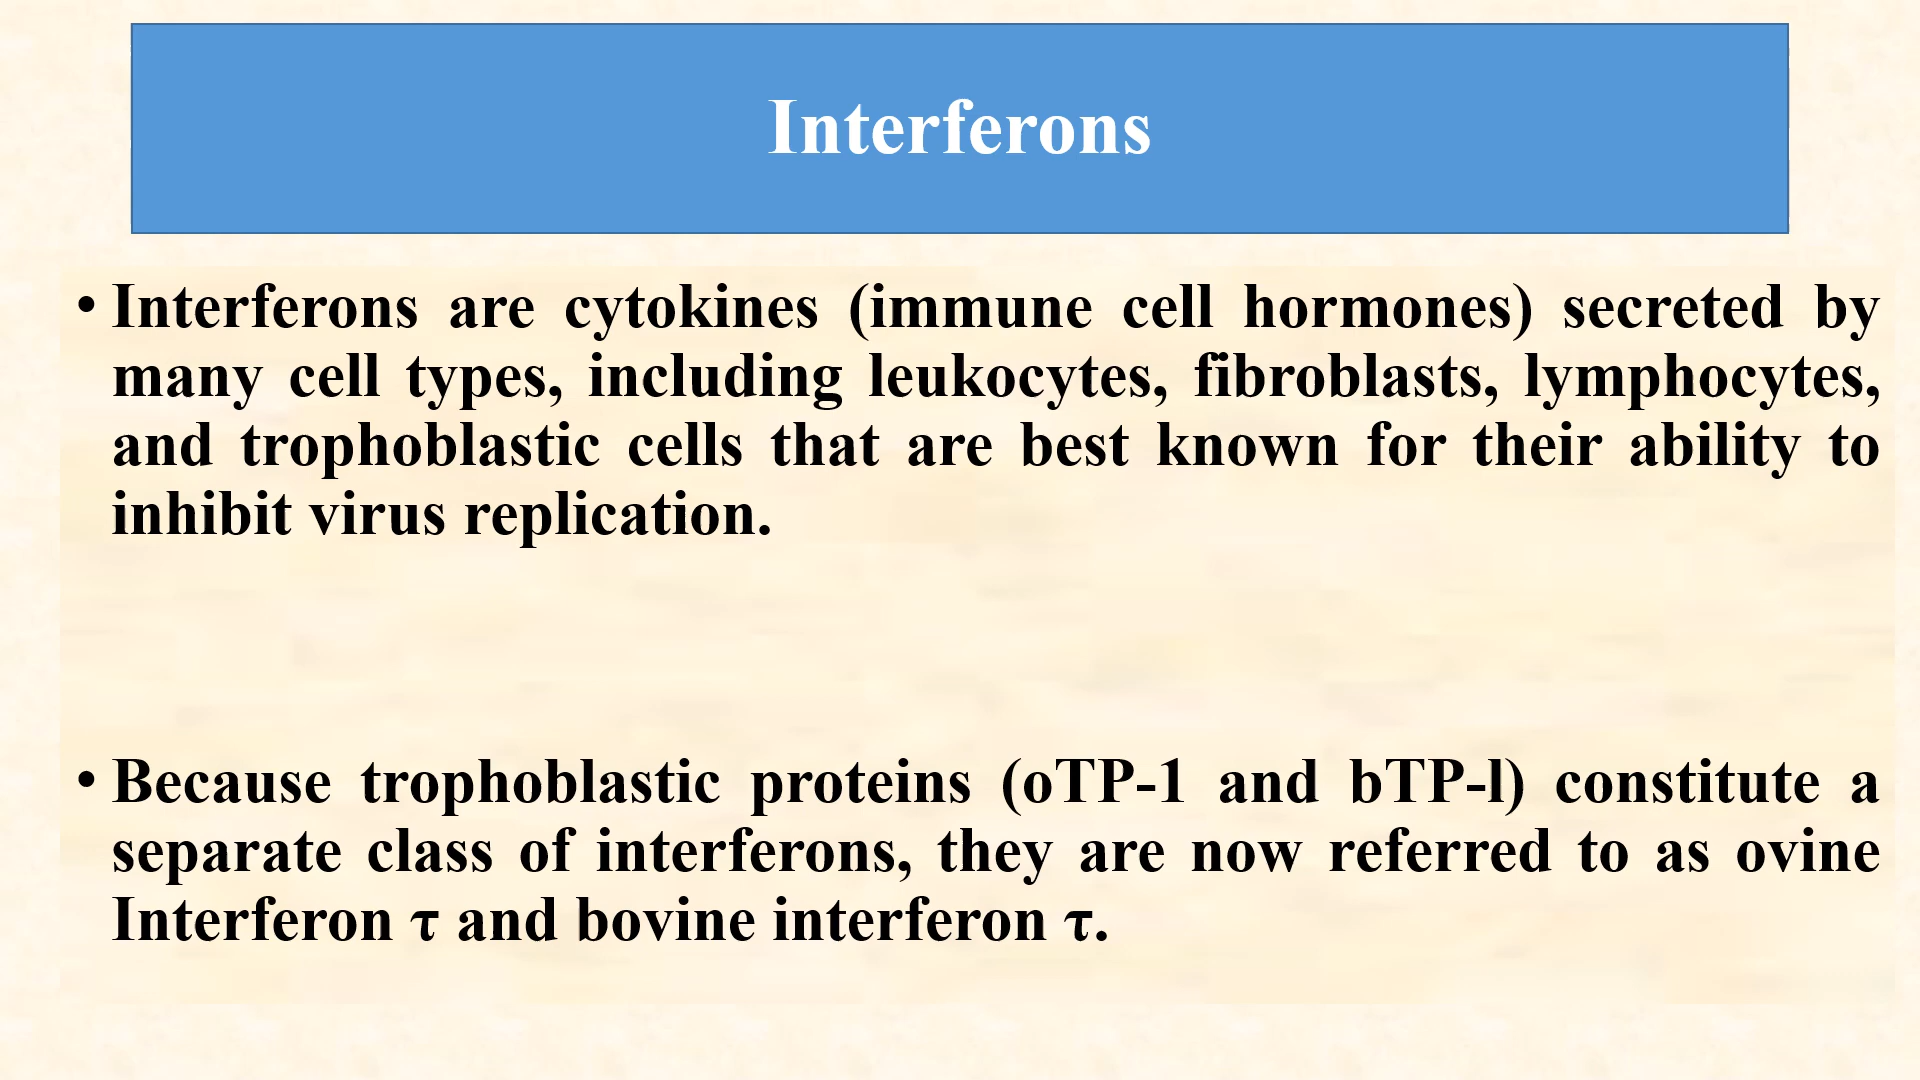 Interferons
• Interferons are cytokines (immune cell hormones) secreted by
many cell types, including leukocytes, fibroblasts, lymphocytes,
and trophoblastic cells that are best known for their ability to
inhibit virus replication.
• Because trophoblastic proteins (oTP-1 and bTP-l) constitute a
separate class of interferons, they are now referred to as ovine
Interferon τ and bovine interferon τ.